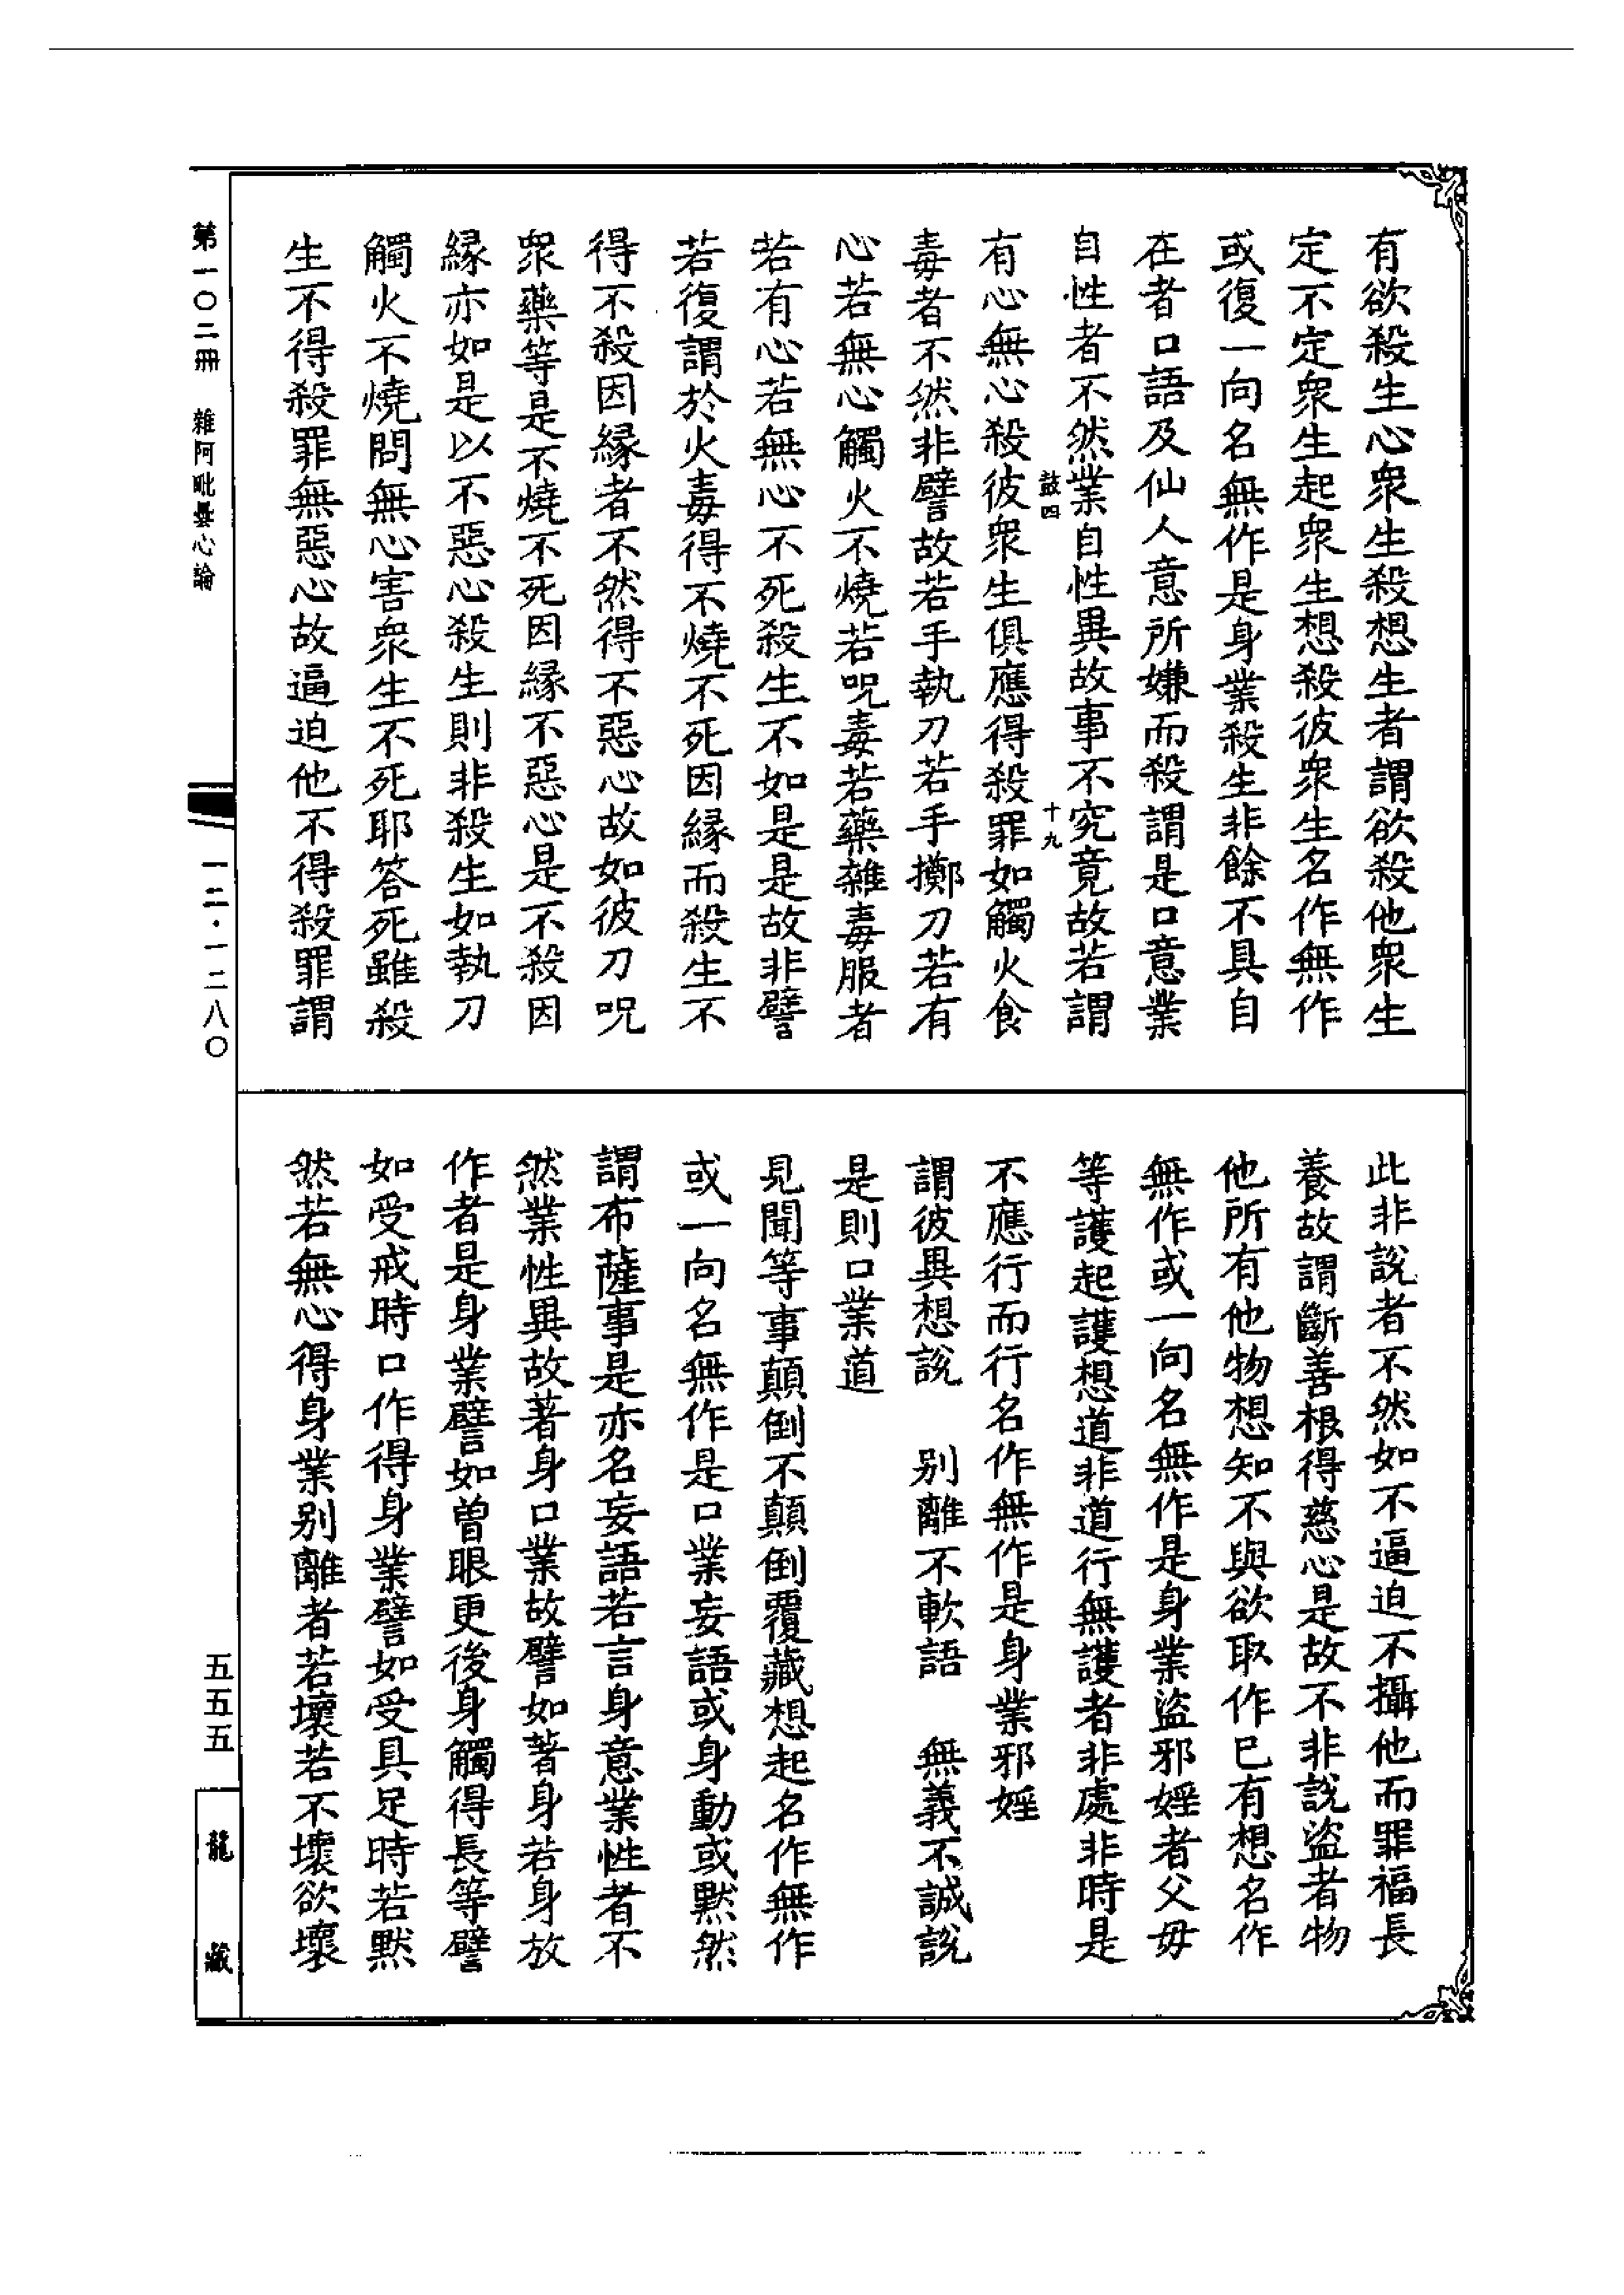 有欲殺生心衆生殺想生者謂欲殺他衆生
定不定衆生起衆生想殺彼衆生名作無作
或復一向名無作是身業殺生非餘不具自
在者口語及仙人意所嫌而殺謂是口意業
自性者不然業自性異故事不究竟故若謂
鼓四
十九
有心無心殺彼衆生俱應得殺罪如觸火食
毒者不然非譬故若手執刀若手擲刀若有
心若無心觸火不燒若呪毒若藥雜毒服者
若有心若無心不死殺生不如是是故非譬
若復謂於火毒得不燒不死因緣而殺生不
得不殺因緣者不然得不惡心故如彼刀呪
衆藥等是不燒不死因緣不惡心是不殺因
緣亦如是以不惡心殺生則非殺生如執刀
觸火不燒問無心害衆生不死耶答死雖殺
生不得殺罪無惡心故逼迫他不得殺罪謂
此非說者不然如不逼迫不攝他而罪福長
養故謂斷善根得慈心是故不非說盜者物
他所有他物想知不與欲取作已有想名作
無作或一向名無作是身業盜邪婬者父毋
等護起護想道非道行無護者非處非時是
不應行而行名作無作是身業邪婬
謂彼異想說　別離不軟語　無義不誠說
是則口業道
見聞等事顛倒不顛倒覆藏想起名作無作
或一向名無作是口業妄語或身動或默然
謂布薩事是亦名妄語若言身意業性者不
然業性異故著身口業故譬如著身若身放
作者是身業譬如曽眼更後身觸得長等譬
如受戒時口作得身業譬如受具足時若默
然若無心得身業別離者若壞若不壞欲壞
第一〇二冊　雜阿毗曇心論
一二·一二八〇
五五五
龍藏